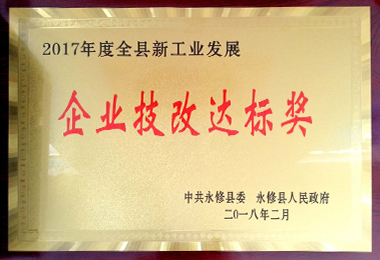 2017年度全县新工业发展
企业技改达标奖
中共永修县委 永修县人民政府
二〇一八年二月